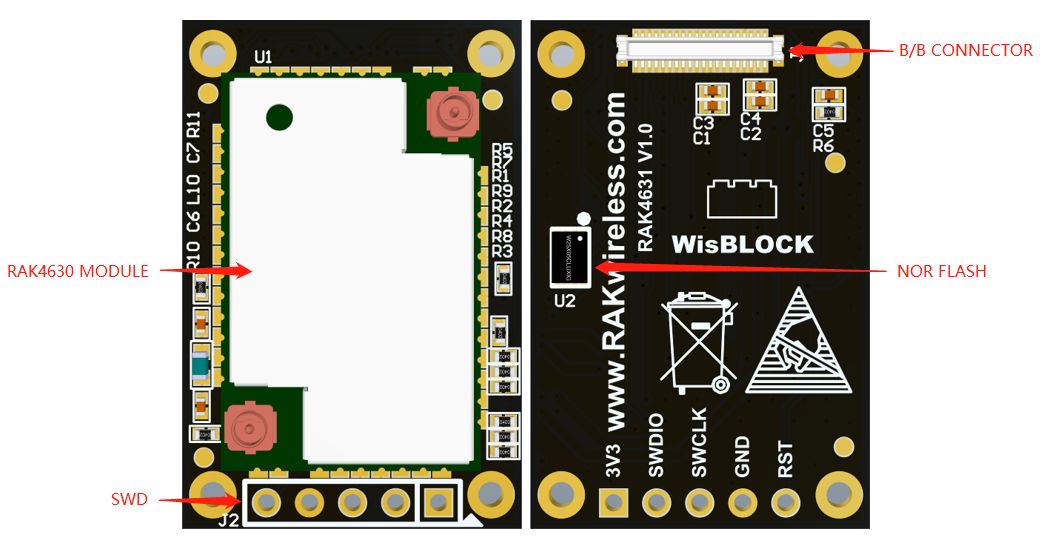 RAK4630 MODULE
SWD
U1
R11
C7
L10
C6
R10
R5
R7
R1
R9
R2
R4
R8
R3
J2
B/B CONNECTOR
NOR FLASH
C3
C1
C4
C2
C5
R6
www.RAKwireless.com
RAK4631 V1.0
WisBLOCK
U2
3V3
SWDIO
SWCLK
GND
RST